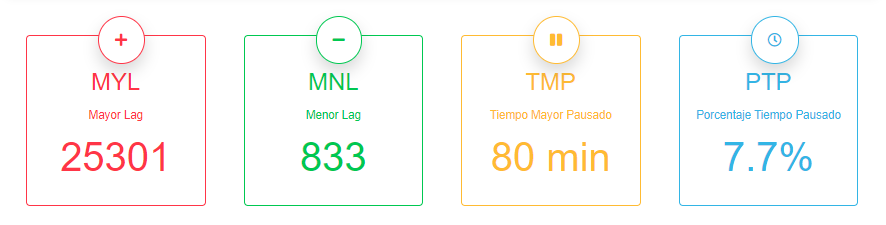 MYL
Mayor Lag
25301
MNL
Menor Lag
833
TMP
Tiempo Mayor Pausado
80 min
PTP
Porcentaje Tiempo Pausado
7.7%